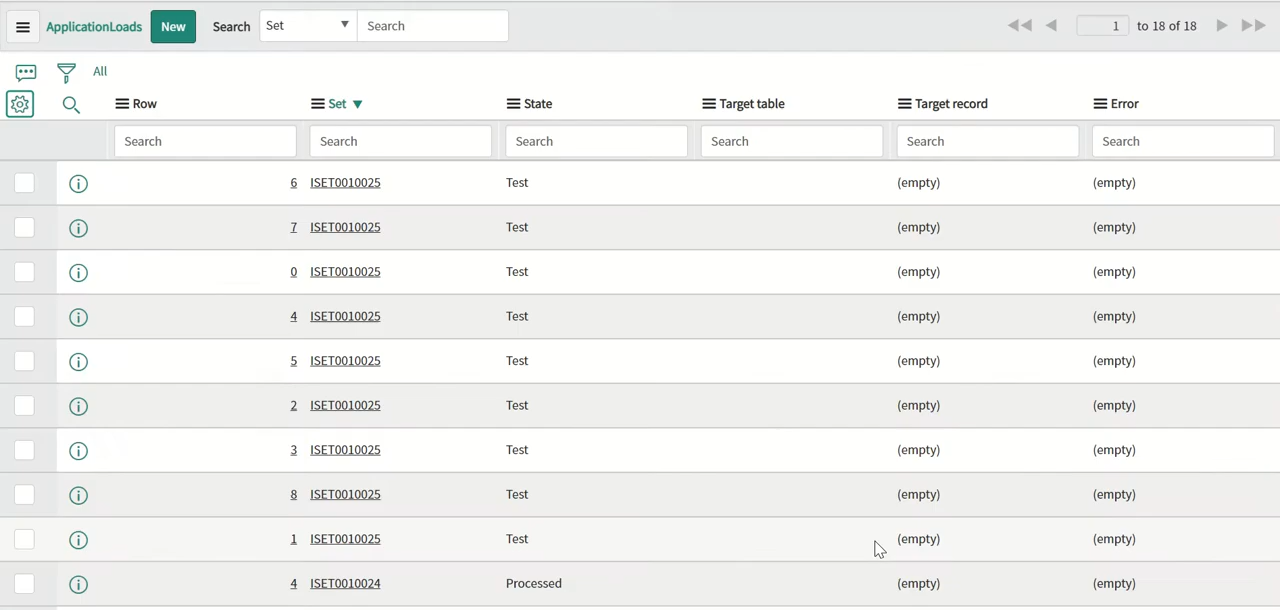 ApplicationLoads New Search Set Search 1 to 18 of 18
All
Row Set State Target table Target record Error
Search Search Search Search Search Search
6 ISET0010025 Test (empty) (empty)
7 ISET0010025 Test (empty) (empty)
0 ISET0010025 Test (empty) (empty)
4 ISET0010025 Test (empty) (empty)
5 ISET0010025 Test (empty) (empty)
2 ISET0010025 Test (empty) (empty)
3 ISET0010025 Test (empty) (empty)
8 ISET0010025 Test (empty) (empty)
1 ISET0010025 Test (empty) (empty)
4 ISET0010024 Processed (empty) (empty)